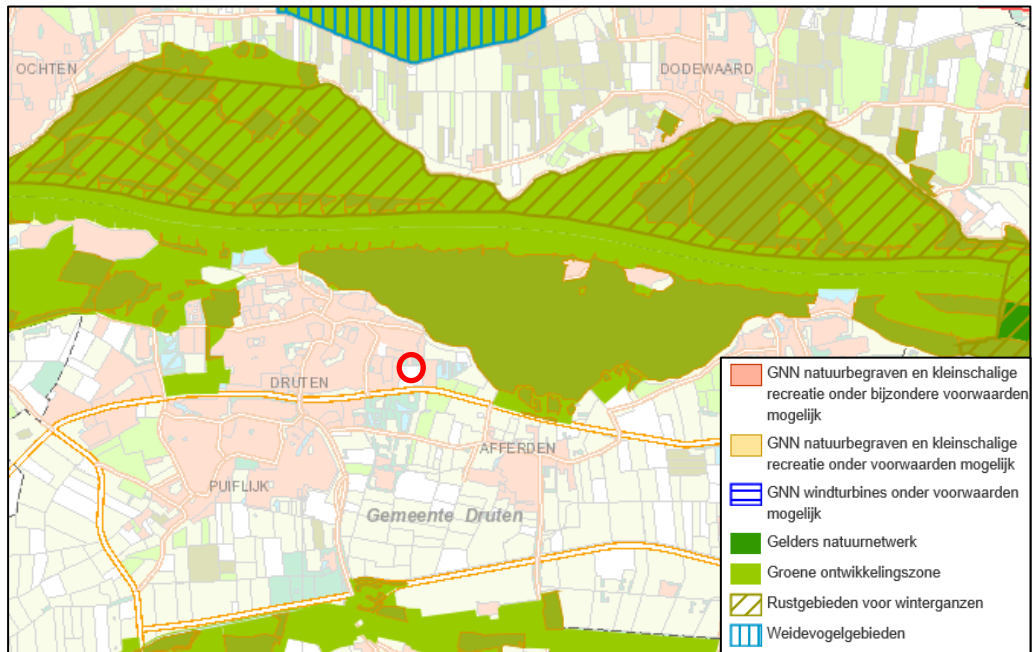 OCHTEN
DODEWAARD
DRUTEN
AFFERDEN
PUIFLIJK
Gemeente Druten
GNN natuurbegraven en kleinschalige
recreatie onder bijzondere voorwaarden
mogelijk
GNN natuurbegraven en kleinschalige
recreatie onder voorwaarden mogelijk
GNN windturbines onder voorwaarden
mogelijk
Gelders natuurnetwerk
Groene ontwikkelingszone
Rustgebieden voor winterganzen
Weidevogelgebieden